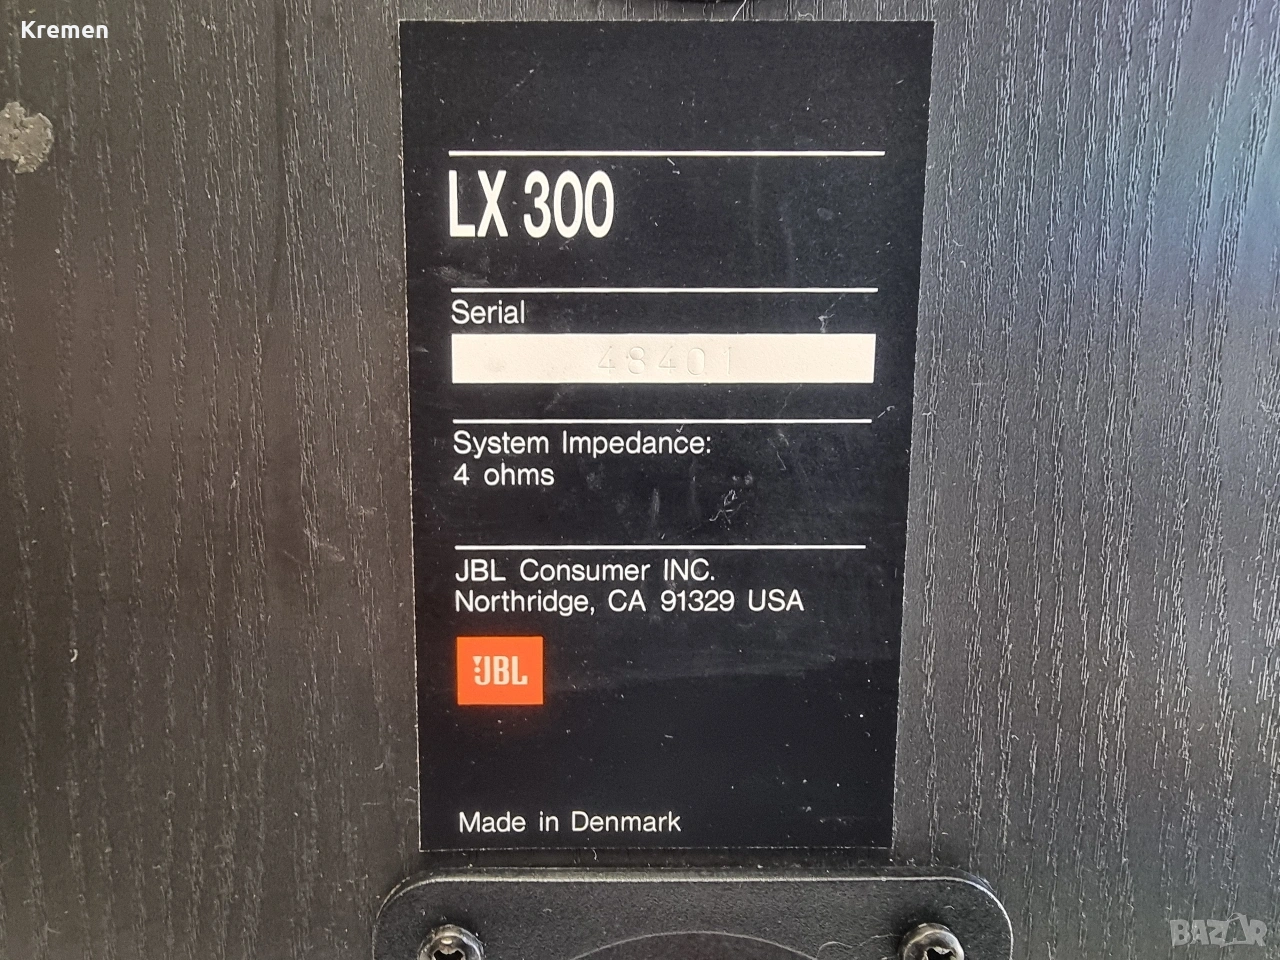 Kremen
LX 300
Serial
48401
System Impedance:
4 ohms
JBL Consumer INC.
Northridge, CA 91329 USA
JBL
Made in Denmark
BAZAR